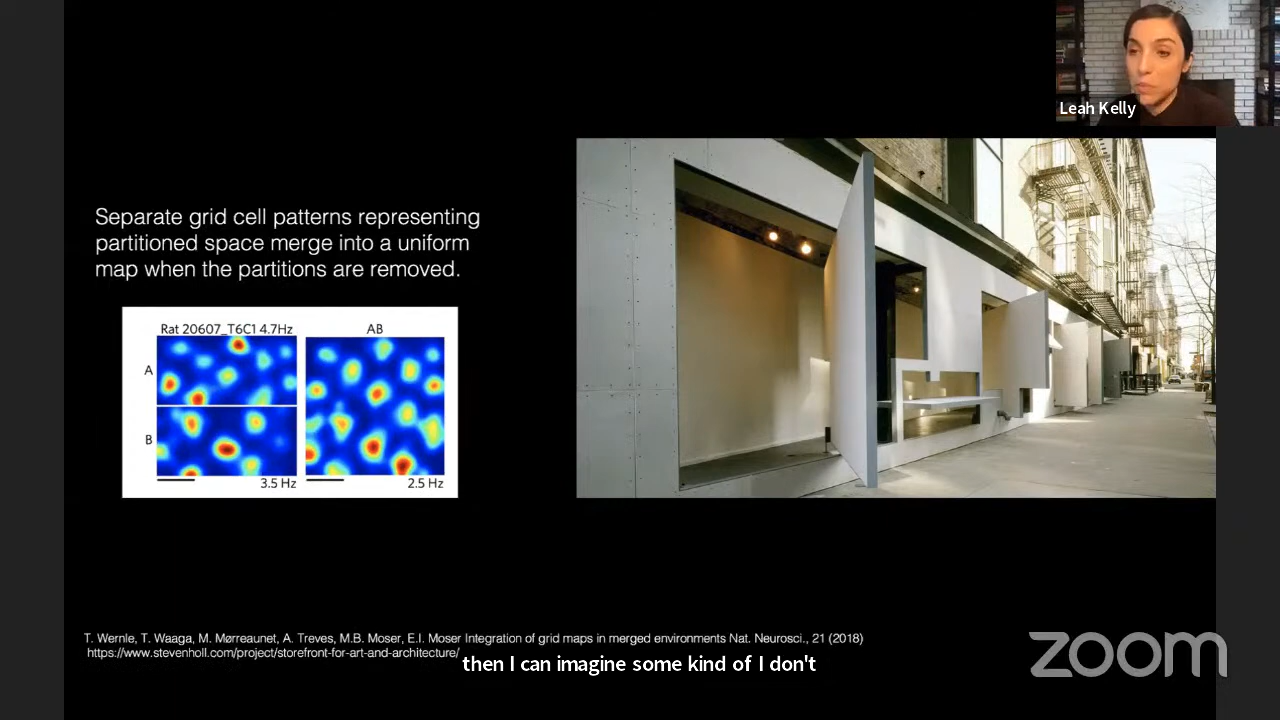 Leah Kelly
Separate grid cell patterns representing
partitioned space merge into a uniform
map when the partitions are removed.
Rat 20607_T6C1 4.7Hz
AB
A
B
3.5 Hz
2.5 Hz
T. Wernle, T. Waaga, M. Mørreaunet, A. Treves, M.B. Moser, E.I. Moser Integration of grid maps in merged environments Nat. Neurosci., 21 (2018)
https://www.stevenholl.com/project/storefront-for-art-and-architecture/
then I can imagine some kind of I don't
zoom